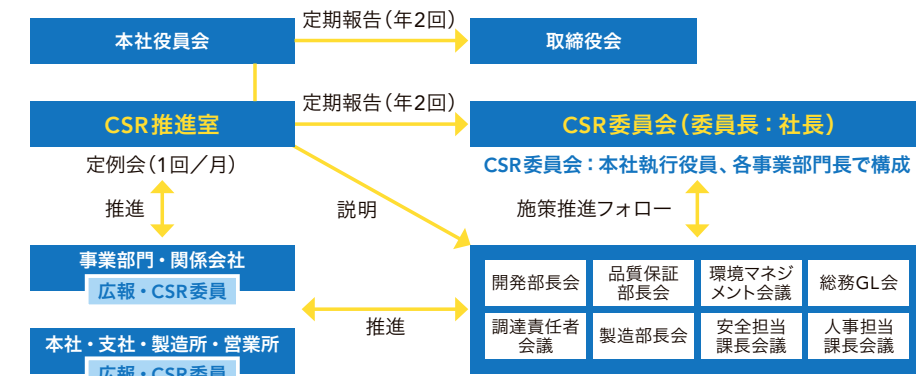 定期報告（年2回）
本社役員会
取締役会
定期報告（年2回）
CSR推進室
CSR委員会（委員長：社長）
定例会（1回／月）
CSR委員会：本社執行役員、各事業部門長で構成
推進
説明
施策推進フォロー
事業部門・関係会社
広報・CSR委員
開発部長会
品質保証
部長会
環境マネジ
メント会議
総務GL会
推進
調達責任者
会議
製造部長会
安全担当
課長会議
人事担当
課長会議
本社・支社・製造所・営業所
広報・CSR委員